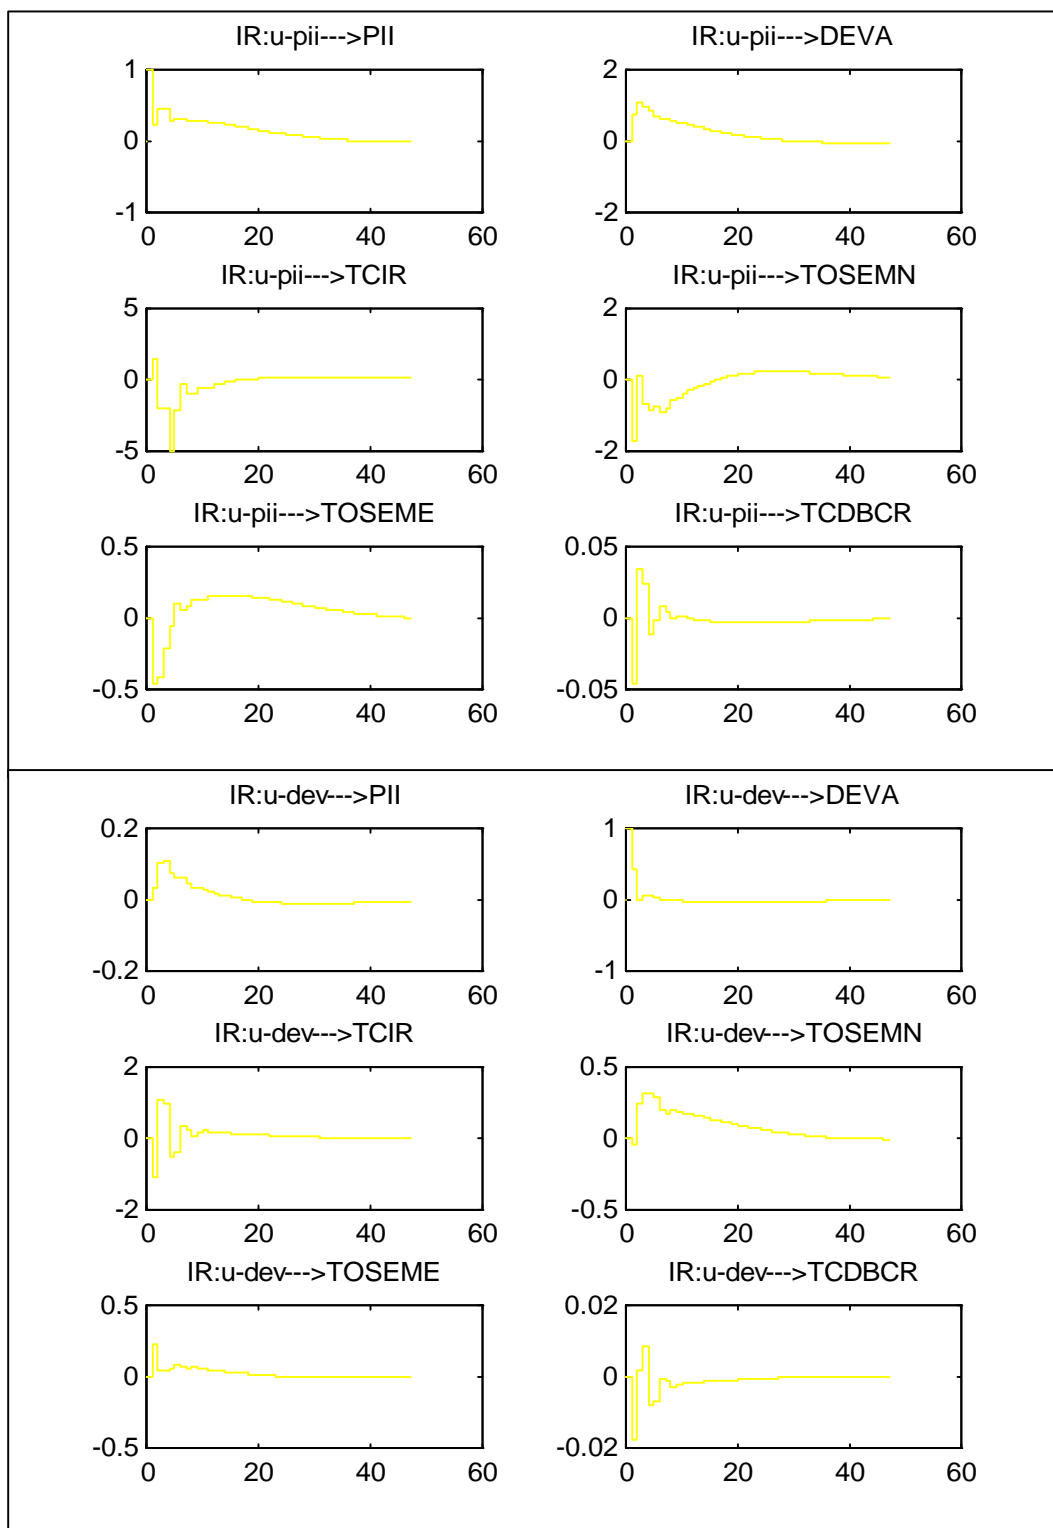 IR:u-pii--->PII IR:u-pii--->DEVA
1 2
0 0
-1 -2
0 20 40 60 0 20 40 60
IR:u-pii--->TCIR IR:u-pii--->TOSEMN
5 2
0 0
-5 -2
0 20 40 60 0 20 40 60
IR:u-pii--->TOSEME IR:u-pii--->TCDBCR
0.5 0.05
0 0
-0.5 -0.05
0 20 40 60 0 20 40 60
IR:u-dev--->PII IR:u-dev--->DEVA
0.2 1
0 0
-0.2 -1
0 20 40 60 0 20 40 60
IR:u-dev--->TCIR IR:u-dev--->TOSEMN
2 0.5
0 0
-2 -0.5
0 20 40 60 0 20 40 60
IR:u-dev--->TOSEME IR:u-dev--->TCDBCR
0.5 0.02
0 0
-0.5 -0.02
0 20 40 60 0 20 40 60